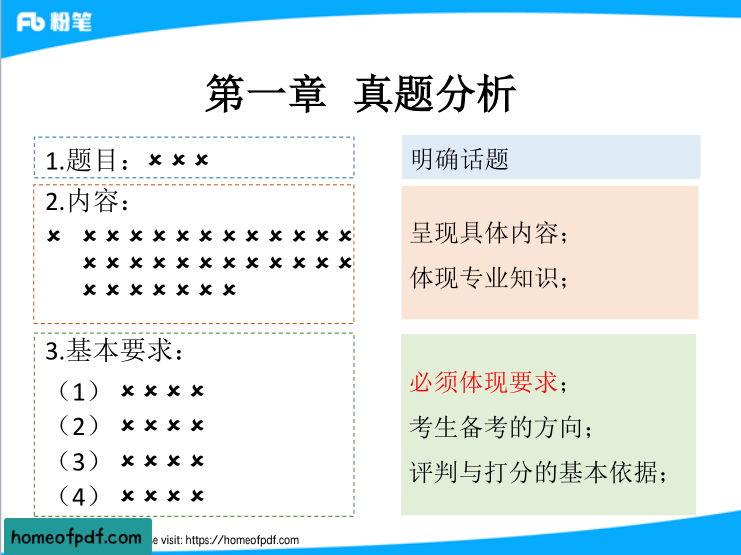 粉笔
第一章 真题分析
1.题目：×××
明确话题
2.内容：
× ××××××××××××
××××××××××××
×××××××
呈现具体内容；
体现专业知识；
3.基本要求：
（1）××××
（2）××××
（3）××××
（4）××××
必须体现要求；
考生备考的方向；
评判与打分的基本依据；
homeofpdf.com
e visit: https://homeofpdf.com